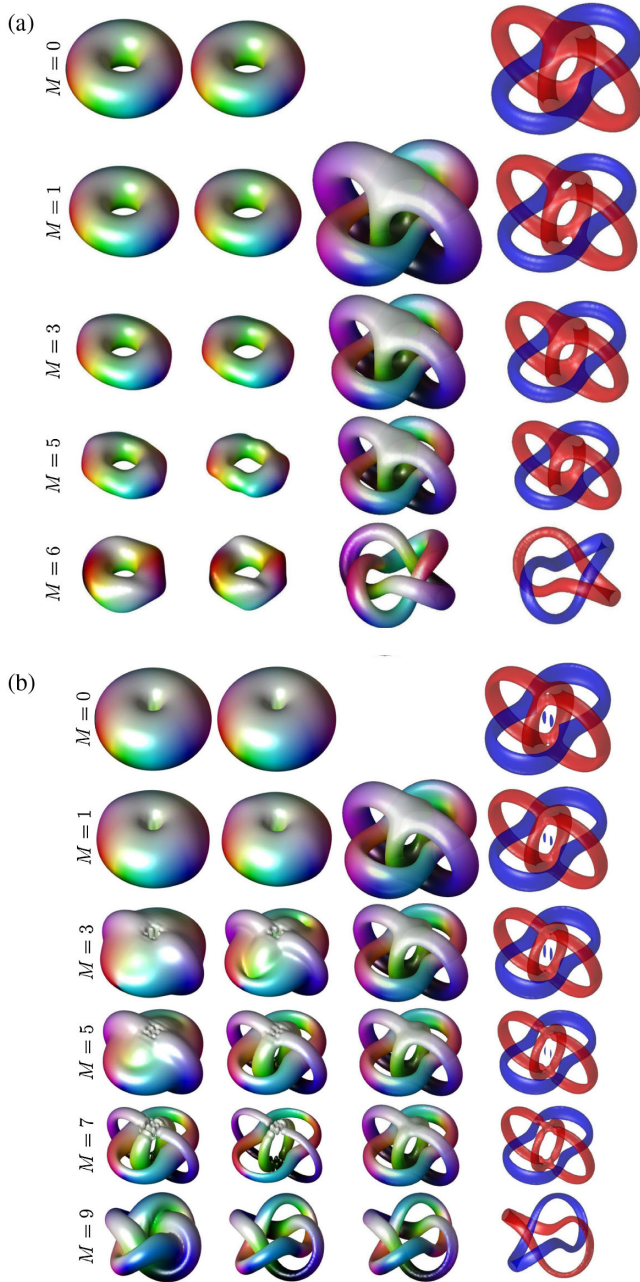 (a)
M = 0
M = 1
M = 3
M = 5
M = 6
(b)
M = 0
M = 1
M = 3
M = 5
M = 7
M = 9